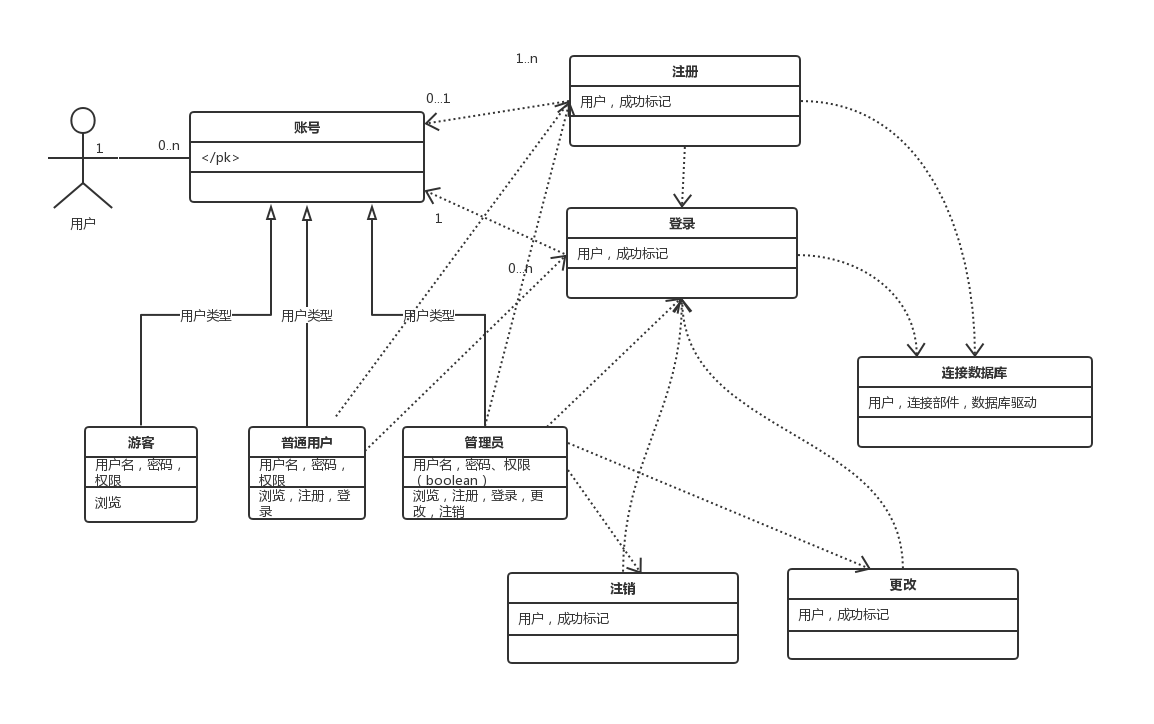 1..n
注册
用户，成功标记
0...1
账号
</pk>
1
0..n
用户
1
登录
用户，成功标记
0...n
用户类型
用户类型
用户类型
连接数据库
用户，连接部件，数据库驱动
游客
用户名，密码，
权限
浏览
普通用户
用户名，密码，
权限
浏览，注册，登
录
管理员
用户名，密码、权限
（boolean）
浏览，注册，登录，更
改，注销
注销
用户，成功标记
更改
用户，成功标记